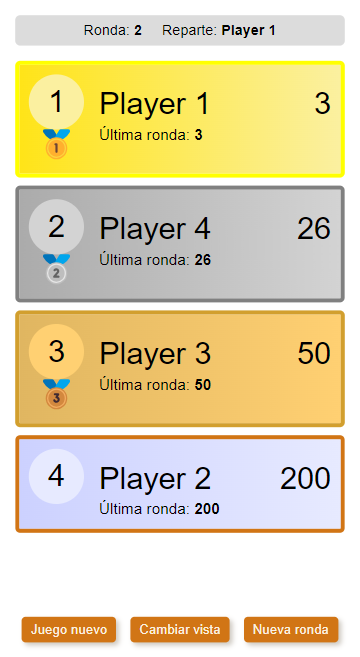 Ronda: 2 Reparte: Player 1
1 Player 1 3
Última ronda: 3
1
2 Player 4 26
Última ronda: 26
2
3 Player 3 50
Última ronda: 50
3
4 Player 2 200
Última ronda: 200
Juego nuevo Cambiar vista Nueva ronda